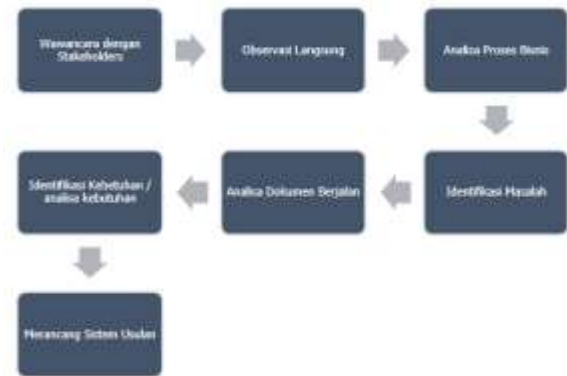 Wawancara dengan
Stakeholders
Observasi Langsung
Analisa Proses Bisnis
Identifikasi Masalah
Analisa Dokumen Berjalan
Identifikasi Kebutuhan /
analisa kebutuhan
Merancang Sistem Usulan